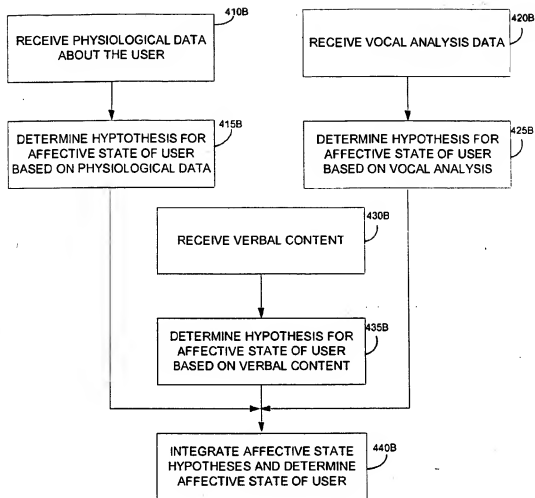 410B
RECEIVE PHYSIOLOGICAL DATA
ABOUT THE USER
420B
RECEIVE VOCAL ANALYSIS DATA
415B
DETERMINE HYPTOTHESIS FOR
AFFECTIVE STATE OF USER
BASED ON PHYSIOLOGICAL DATA
425B
DETERMINE HYPOTHESIS FOR
AFFECTIVE STATE OF USER
BASED ON VOCAL ANALYSIS
430B
RECEIVE VERBAL CONTENT
435B
DETERMINE HYPOTHESIS FOR
AFFECTIVE STATE OF USER
BASED ON VERBAL CONTENT
440B
INTEGRATE AFFECTIVE STATE
HYPOTHESES AND DETERMINE
AFFECTIVE STATE OF USER